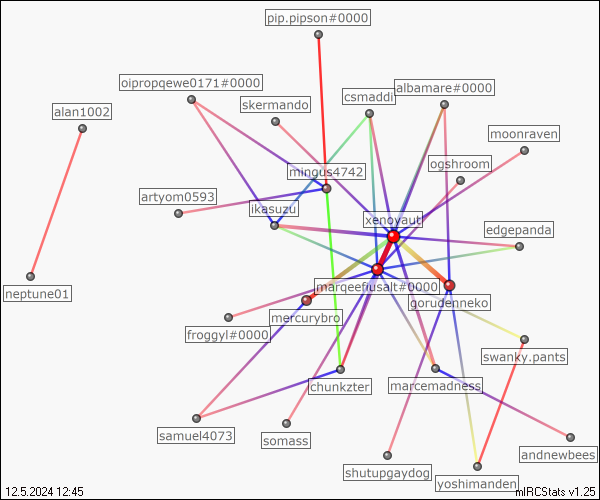 pip.pipson#0000
oipropqewe0171#0000
albamare#0000
csmaddi
skermando
alan1002
moonraven
mingus4742
ogshroom
artyom0593
ikasuzu
xenoyaut
edgepanda
marqeefiusalt#0000
neptune01
gorudenneko
mercurybro
froggyl#0000
swanky.pants
chunkzter
marcemadness
samuel4073
somass
andnewbees
shutupgaydog
yoshimanden
12.5.2024 12:45
mIRCStats v1.25